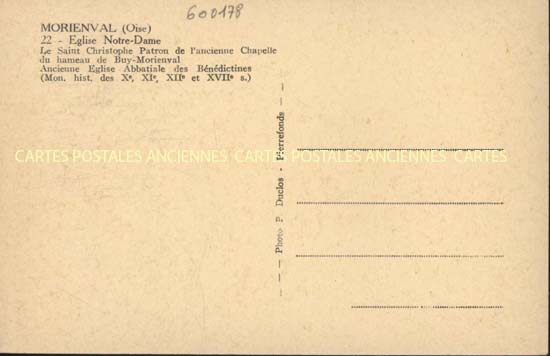 600178
MORIENVAL (Oise)
22 - Eglise Notre-Dame
Le Saint Christophe Patron de l'ancienne Chapelle
du hameau de Buy-Morienval
Ancienne Eglise Abbatiale des Bénédictines
(Mon. hist. des Xe, XIe, XIIe et XVIIe s.)
CARTES POSTALES ANCIENNES CARTES POSTALES ANCIENNES CARTES
Photo P. Duclos - Pierrefonds